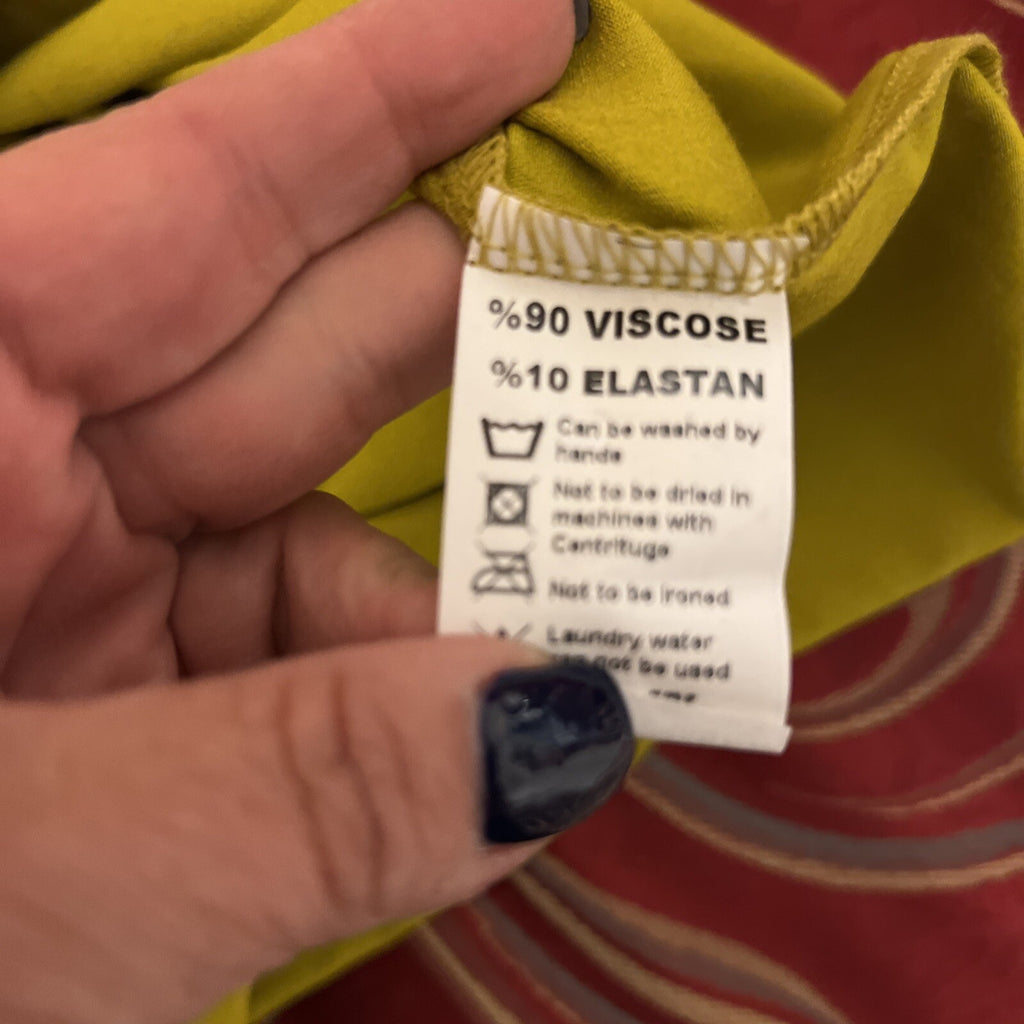 %90 VISCOSE
%10 ELASTAN
Can be washed by
hands
Not to be dried in
machines with
Centrifuge
Not to be ironed
Laundry water
not be used